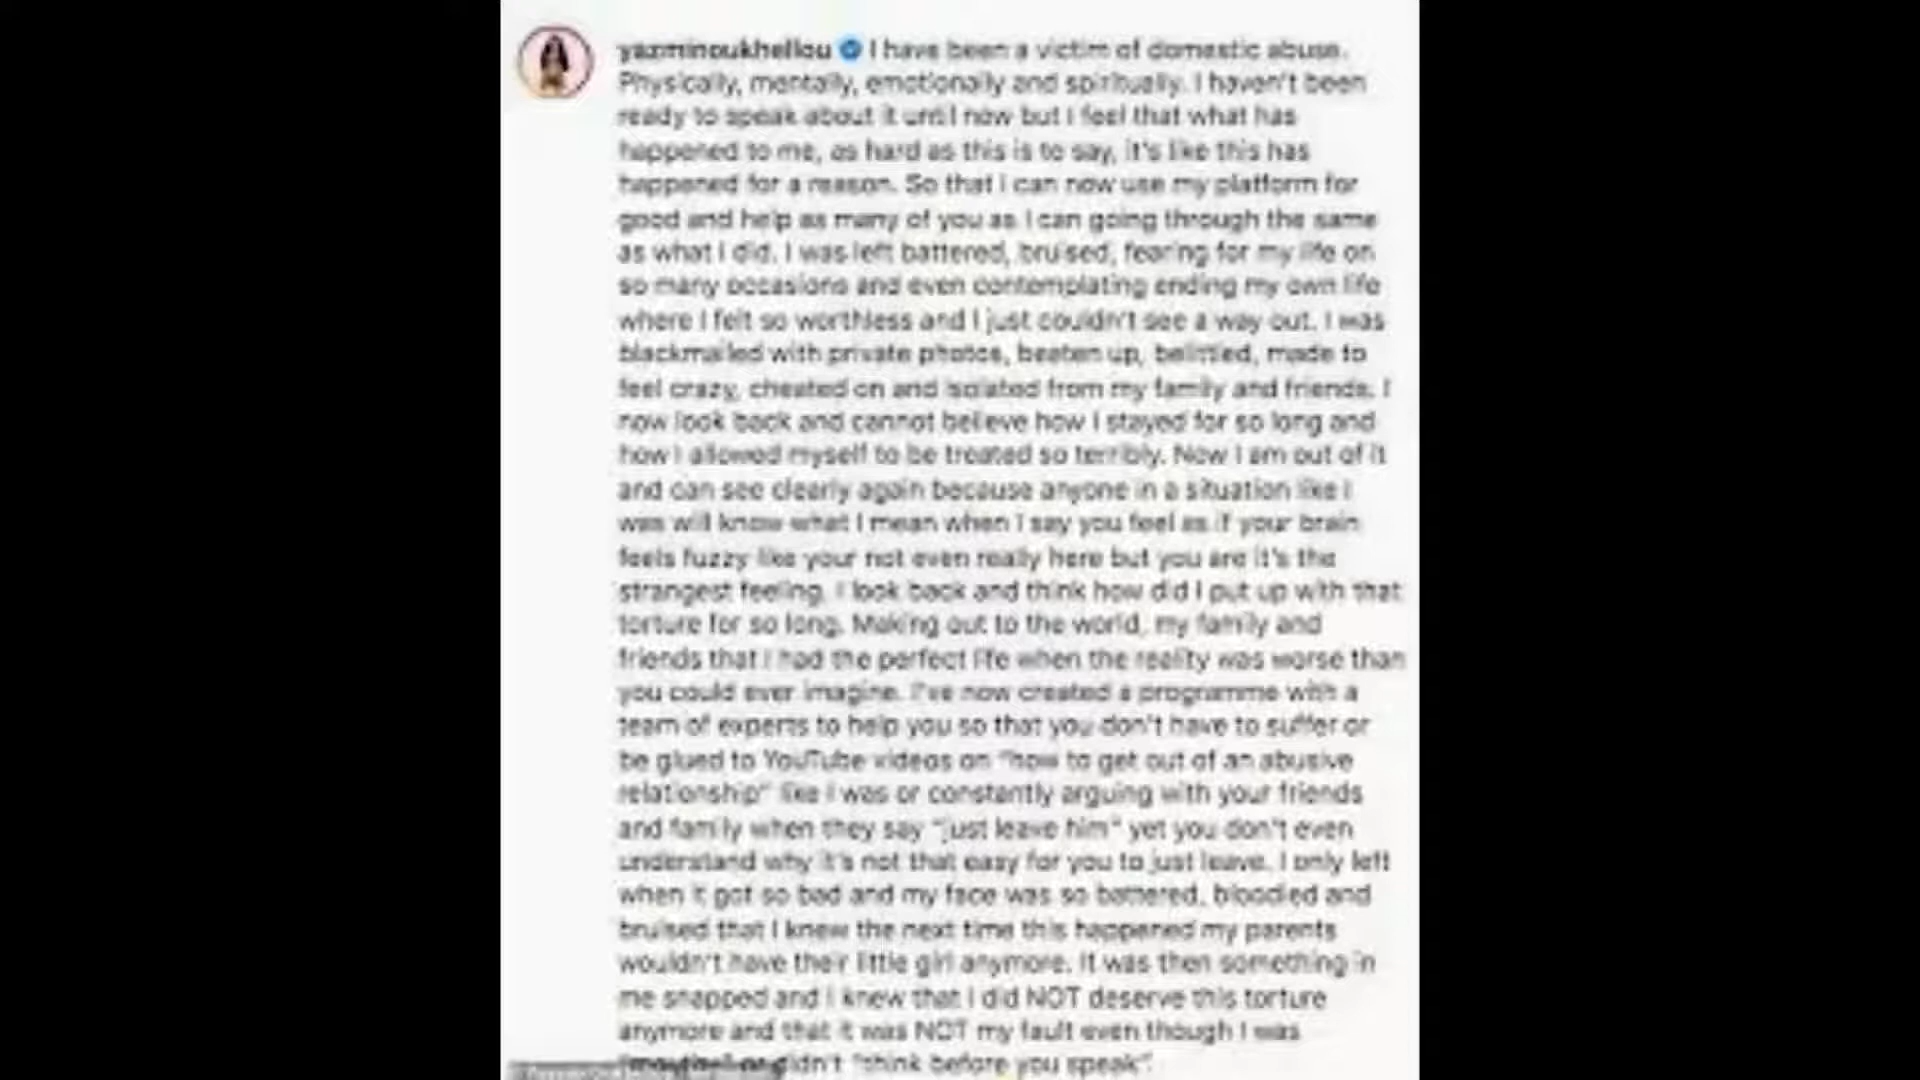 yazminoukhellou I have been a victim of domestic abuse.
Physically, mentally, emotionally and spiritually. I haven't been
ready to speak about it until now but I feel that what has
happened to me, as hard as this is to say, it's like this has
happened for a reason. So that I can now use my platform for
good and help as many of you as I can going through the same
as what I did. I was left battered, bruised, fearing for my life on
so many occasions and even contemplating ending my own life
where I felt so worthless and I just couldn't see a way out. I was
blackmailed with private photos, beaten up, belittled, made to
feel crazy, cheated on and isolated from my family and friends. I
now look back and cannot believe how I stayed for so long and
how I allowed myself to be treated so terribly. Now I am out of it
and can see clearly again because anyone in a situation like I
was will know what I mean when I say you feel as if your brain
feels fuzzy like your not even really here but you are it's the
strangest feeling. I look back and think how did I put up with that
torture for so long. Making out to the world, my family and
friends that I had the perfect life when the reality was worse than
you could ever imagine. I've now created a programme with a
team of experts to help you so that you don't have to suffer or
be glued to YouTube videos on "how to get out of an abusive
relationship" like I was or constantly arguing with your friends
and family when they say "just leave him" yet you don't even
understand why it's not that easy for you to just leave. I only left
when it got so bad and my face was so battered, bloodied and
bruised that I knew the next time this happened my parents
wouldn't have their little girl anymore. It was then something in
me snapped and I knew that I did NOT deserve this torture
anymore and that it was NOT my fault even though I was
didn't "think before you speak".